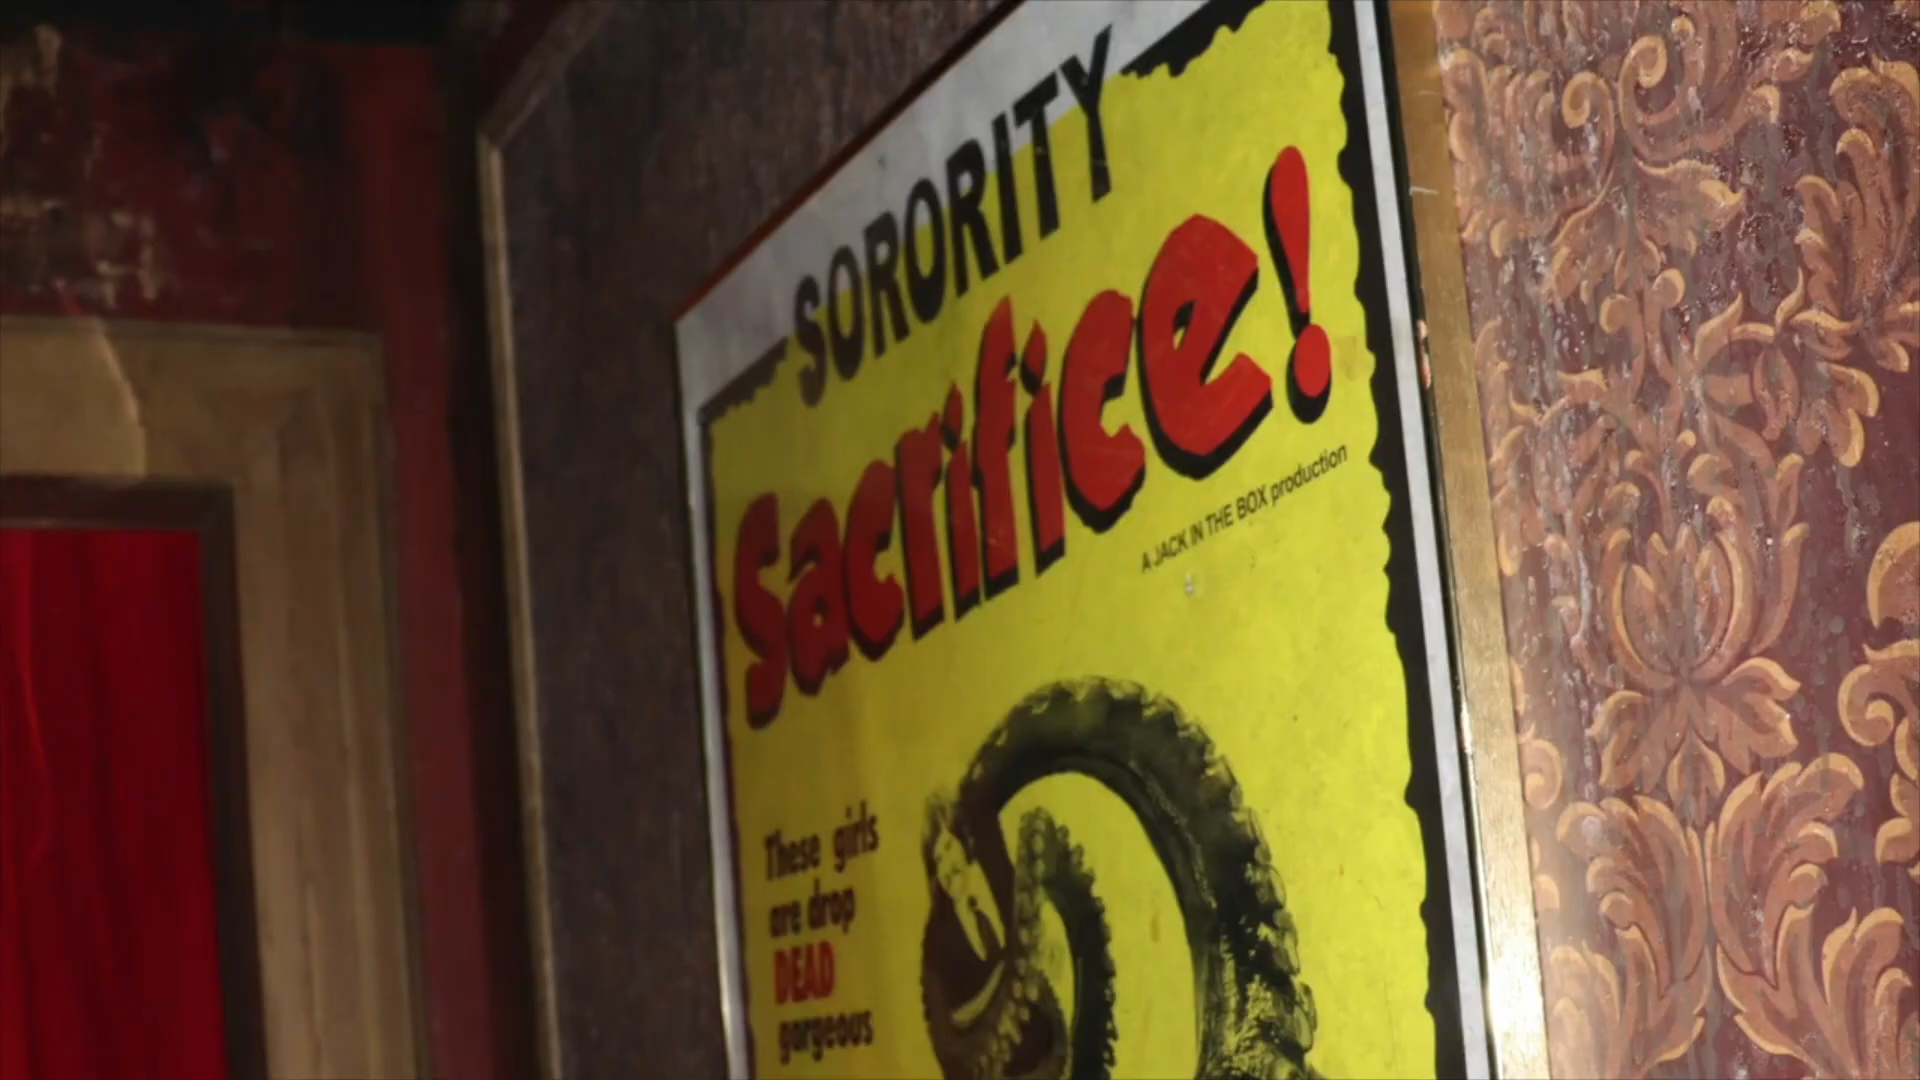 SORORITY
Sacrifice!
A JACK IN THE BOX production
These girls
are drop
DEAD
gorgeous